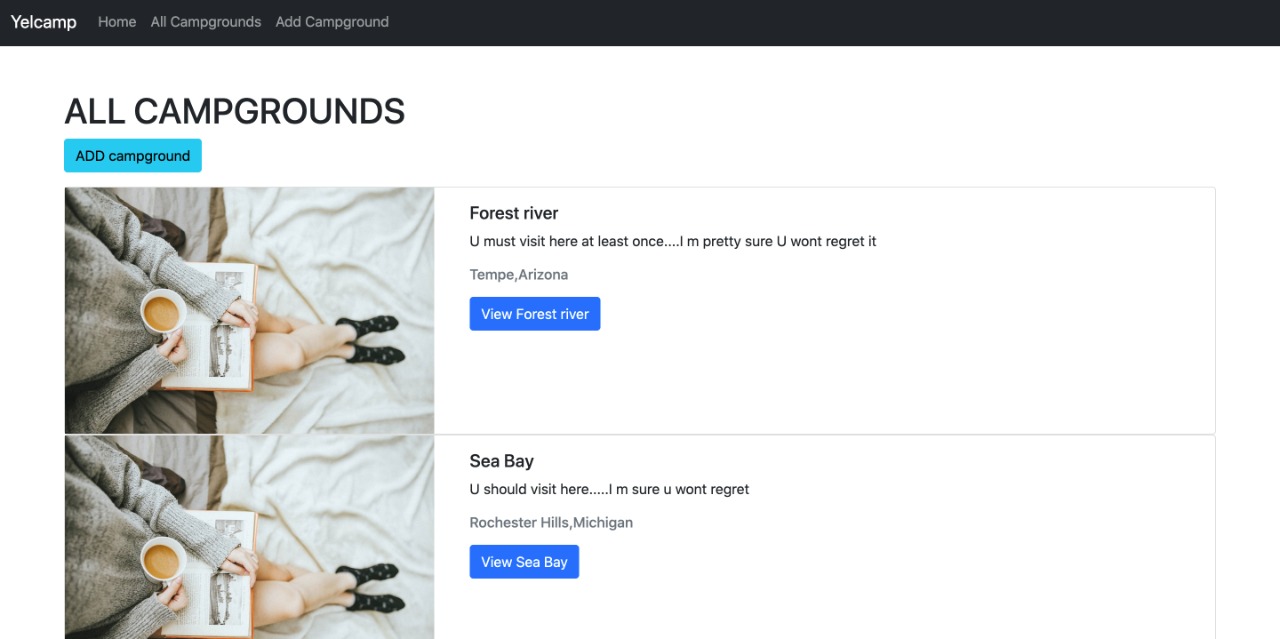 Yelcamp Home All Campgrounds Add Campground
ALL CAMPGROUNDS
ADD campground
Forest river
U must visit here at least once....I m pretty sure U wont regret it
Tempe,Arizona
View Forest river
Sea Bay
U should visit here.....I m sure u wont regret
Rochester Hills,Michigan
View Sea Bay